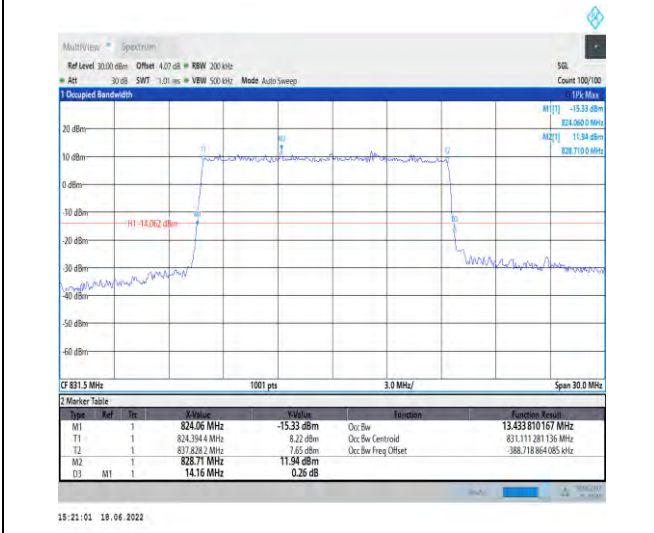 MultiView Spectrum
Ref Level 30.00 dBm Offset 4.07 dB RBW 200 kHz SGL
Att 30 dB SWT 1.01 ms VBW 500 kHz Mode Auto Sweep Count 100/100
1 Occupied Bandwidth 1Pk Max
M1[1] -15.33 dBm
824.060 0 MHz
20 dBm
M2[1] 11.94 dBm
828.710 0 MHz
M2
T1 T2
10 dBm
0 dBm
-10 dBm
M1 D3
H1 -14.062 dBm
-20 dBm
-30 dBm
-40 dBm
-50 dBm
-60 dBm
CF 831.5 MHz 1001 pts 3.0 MHz/ Span 30.0 MHz
2 Marker Table
Type Ref Trc X-Value Y-Value Function Function Result
M1 1 824.06 MHz -15.33 dBm Occ Bw 13.433 810 167 MHz
T1 1 824.394 4 MHz 8.22 dBm Occ Bw Centroid 831.111 281 136 MHz
T2 1 837.828 2 MHz 7.65 dBm Occ Bw Freq Offset -388.718 864 085 kHz
M2 1 828.71 MHz 11.94 dBm
D3 M1 1 14.16 MHz 0.26 dB
15:21:01 18.06.2022